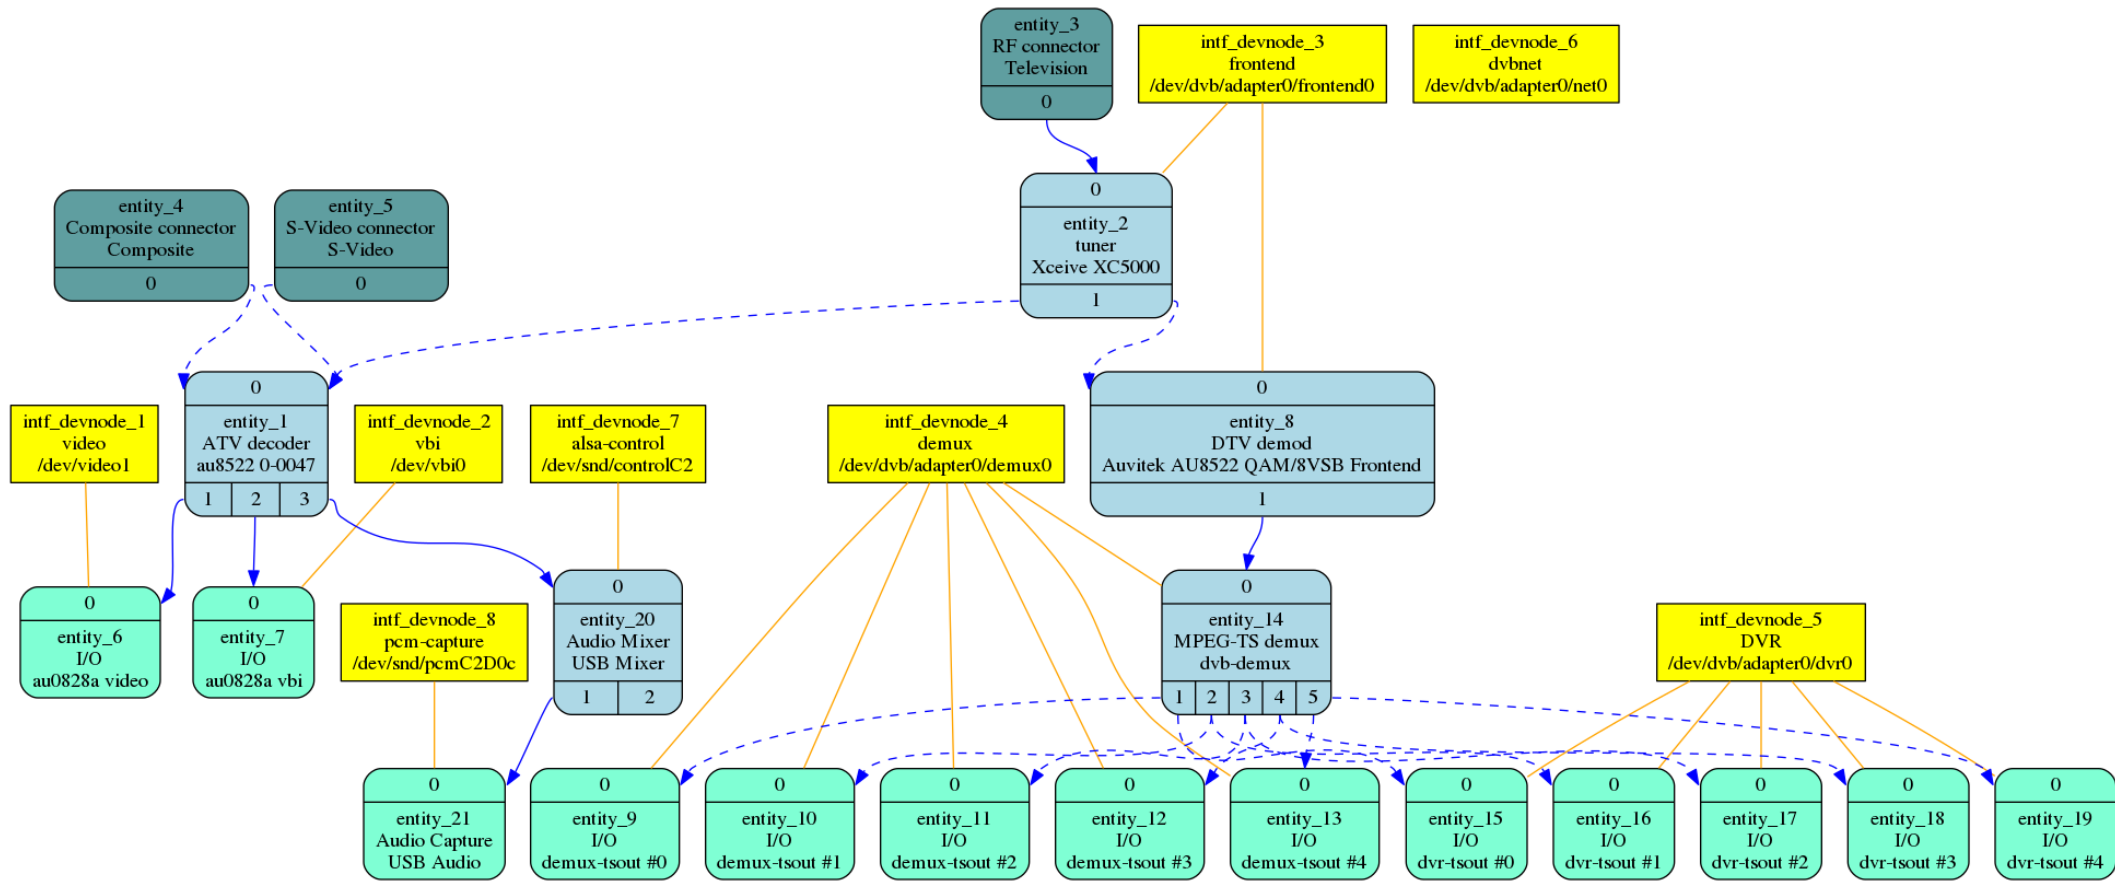 entity_3
RF connector
Television
0
intf_devnode_3
frontend
/dev/dvb/adapter0/frontend0
intf_devnode_6
dvbnet
/dev/dvb/adapter0/net0
entity_4
Composite connector
Composite
0
entity_5
S-Video connector
S-Video
0
0
entity_2
tuner
Xceive XC5000
1
intf_devnode_1
video
/dev/video1
0
entity_1
ATV decoder
au8522 0-0047
1 2 3
intf_devnode_2
vbi
/dev/vbi0
intf_devnode_7
alsa-control
/dev/snd/controlC2
intf_devnode_4
demux
/dev/dvb/adapter0/demux0
0
entity_8
DTV demod
Auvitek AU8522 QAM/8VSB Frontend
1
0
entity_6
I/O
au0828a video
0
entity_7
I/O
au0828a vbi
intf_devnode_8
pcm-capture
/dev/snd/pcmC2D0c
0
entity_20
Audio Mixer
USB Mixer
1 2
0
entity_14
MPEG-TS demux
dvb-demux
1 2 3 4 5
intf_devnode_5
DVR
/dev/dvb/adapter0/dvr0
0
entity_21
Audio Capture
USB Audio
0
entity_9
I/O
demux-tsout #0
0
entity_10
I/O
demux-tsout #1
0
entity_11
I/O
demux-tsout #2
0
entity_12
I/O
demux-tsout #3
0
entity_13
I/O
demux-tsout #4
0
entity_15
I/O
dvr-tsout #0
0
entity_16
I/O
dvr-tsout #1
0
entity_17
I/O
dvr-tsout #2
0
entity_18
I/O
dvr-tsout #3
0
entity_19
I/O
dvr-tsout #4